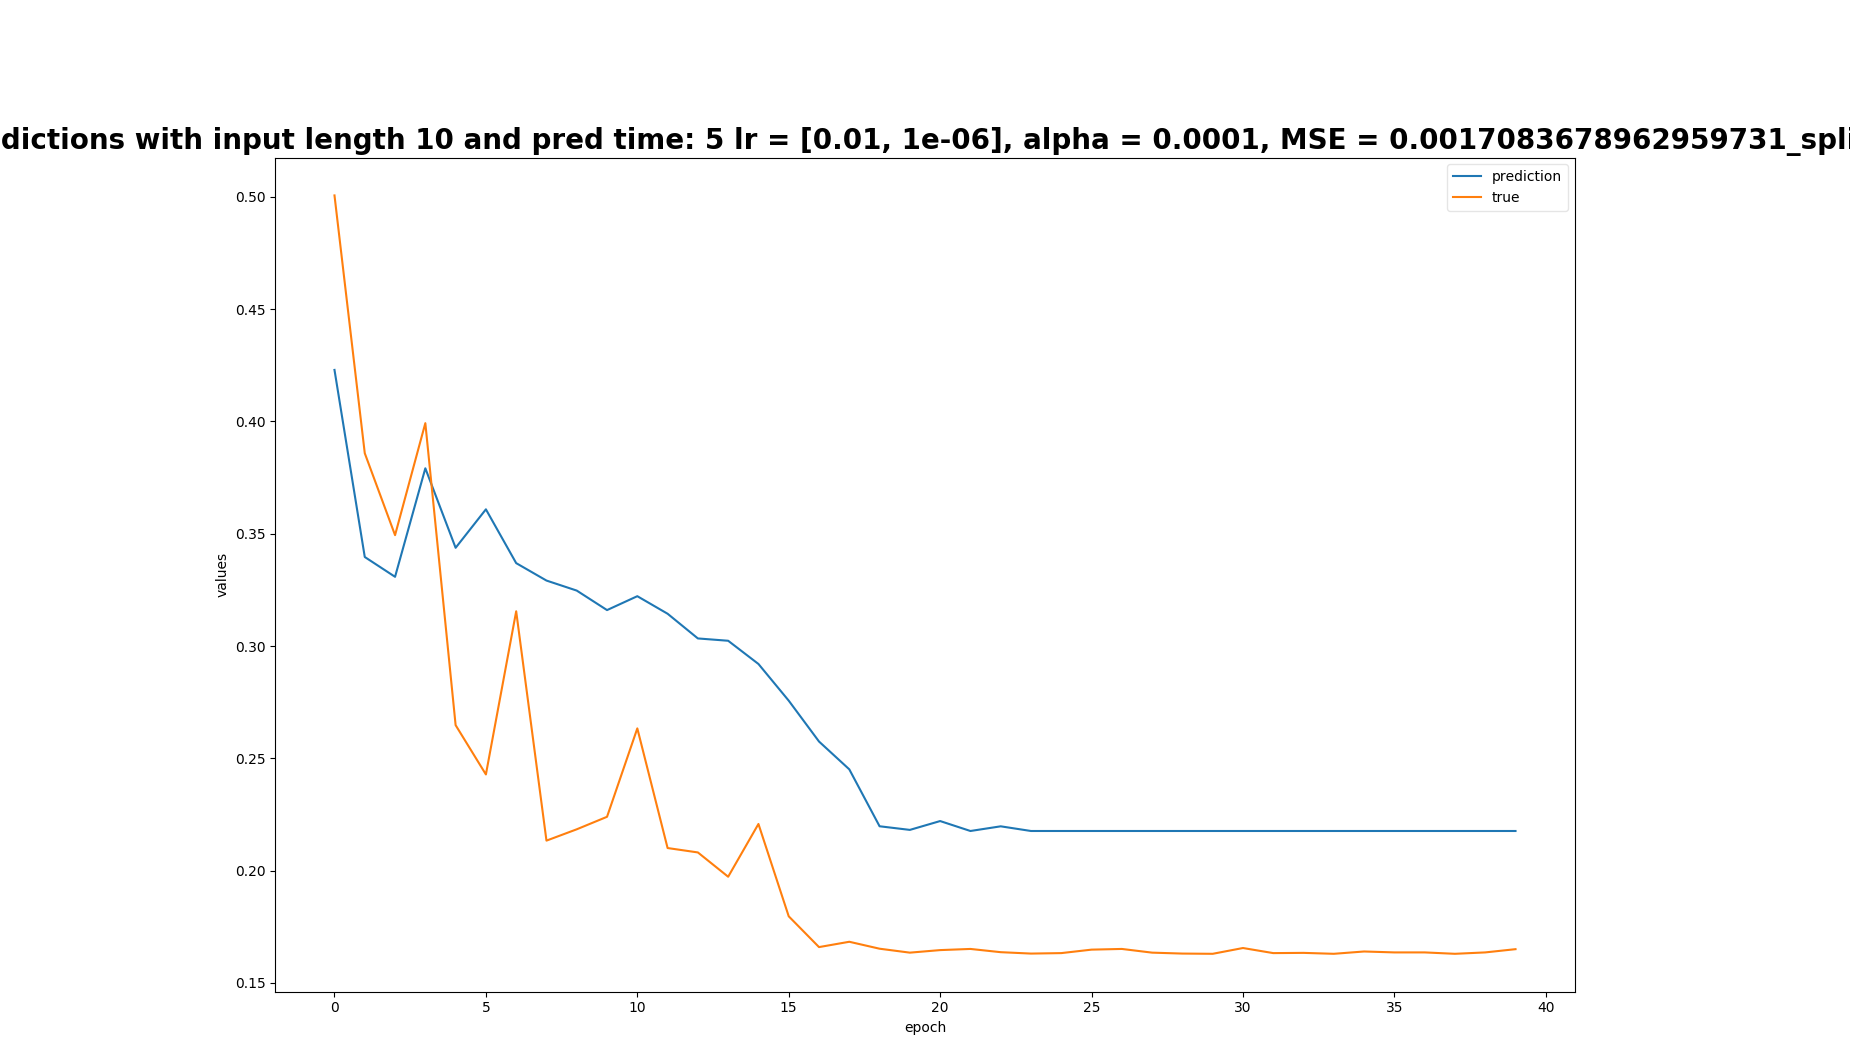 dictions with input length 10 and pred time: 5 lr = [0.01, 1e-06], alpha = 0.0001, MSE = 0.0017083678962959731_spli
prediction
true
0.50
0.45
0.40
0.35
0.30
0.25
0.20
0.15
values
0 5 10 15 20 25 30 35 40
epoch